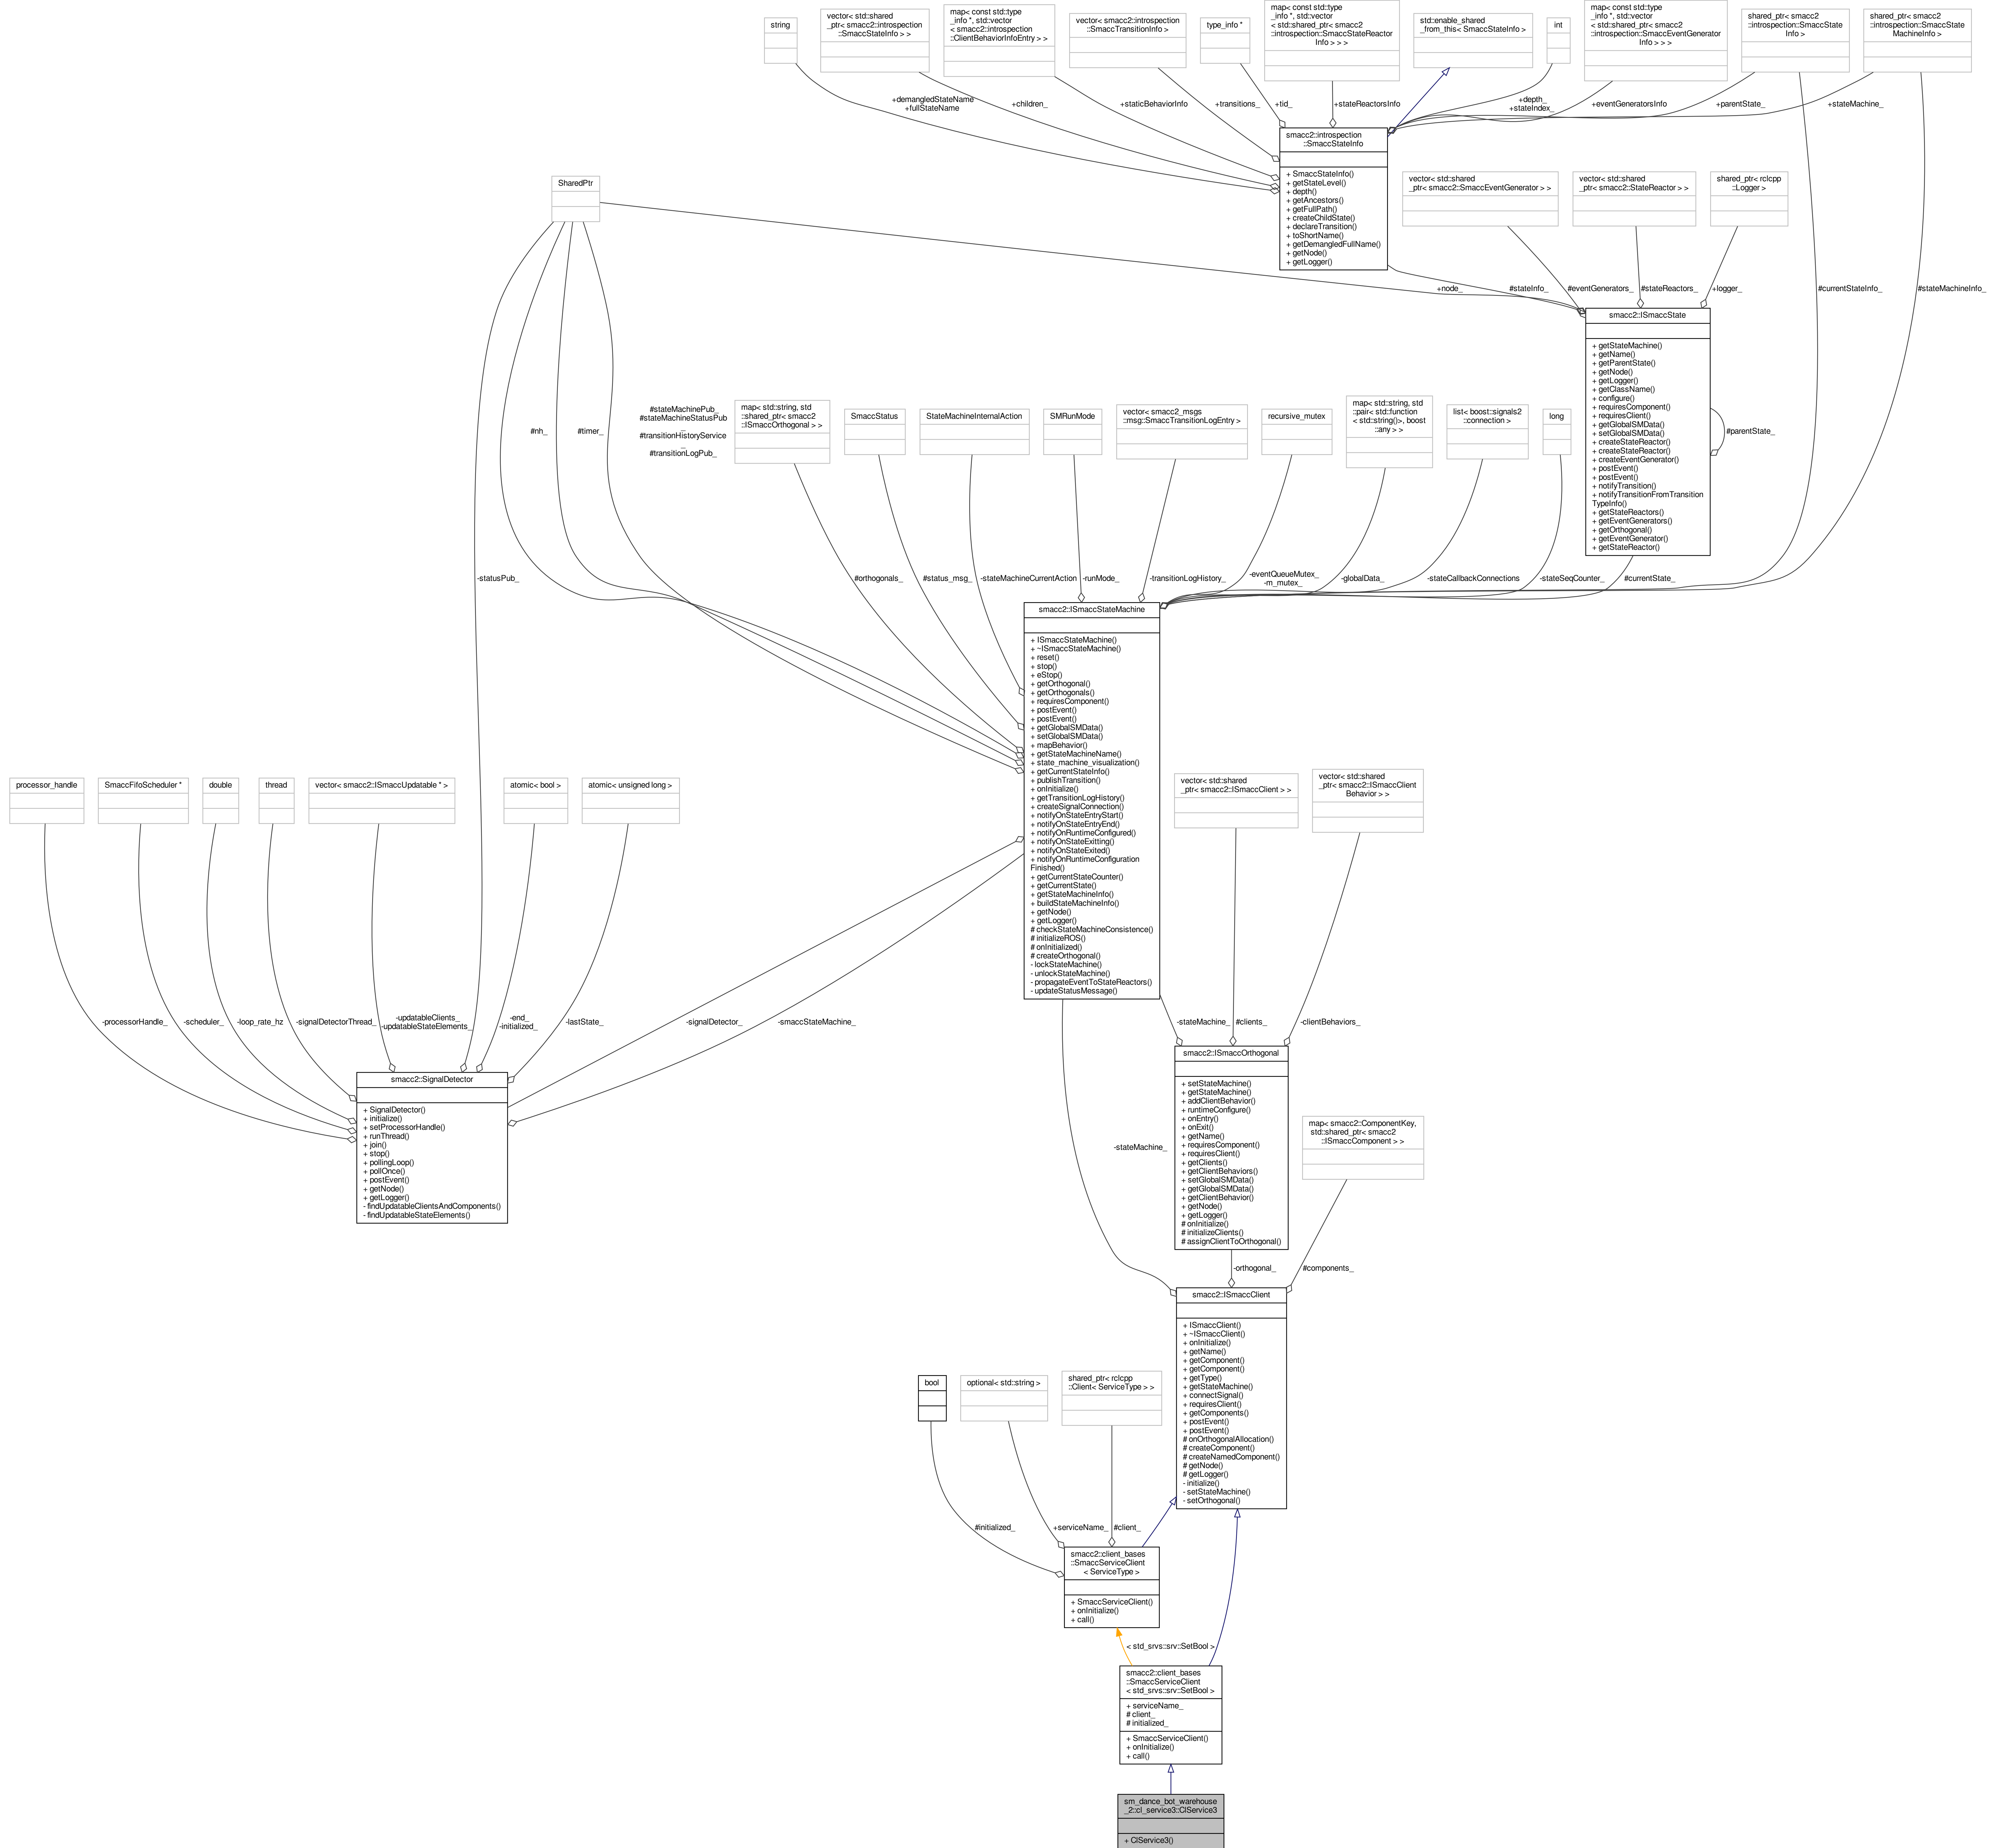 string
vector< std::shared
_ptr< smacc2::introspection
::SmaccStateInfo > >
map< const std::type
_info *, std::vector
< smacc2::introspection
::ClientBehaviorInfoEntry > >
vector< smacc2::introspection
::SmaccTransitionInfo >
type_info *
map< const std::type
_info *, std::vector
< std::shared_ptr< smacc2
::introspection::SmaccStateReactor
Info > > >
std::enable_shared
_from_this< SmaccStateInfo >
int
map< const std::type
_info *, std::vector
< std::shared_ptr< smacc2
::introspection::SmaccEventGenerator
Info > > >
shared_ptr< smacc2
::introspection::SmaccState
Info >
shared_ptr< smacc2
::introspection::SmaccState
MachineInfo >
+demangledStateName
+fullStateName
+children_
+staticBehaviorInfo
+transitions_
+tid_
+stateReactorsInfo
+depth_
+stateIndex_
+eventGeneratorsInfo
+parentState_
+stateMachine_
smacc2::introspection
::SmaccStateInfo
+ SmaccStateInfo()
+ getStateLevel()
+ depth()
+ getAncestors()
+ getFullPath()
+ createChildState()
+ declareTransition()
+ toShortName()
+ getDemangledFullName()
+ getNode()
+ getLogger()
SharedPtr
vector< std::shared
_ptr< smacc2::SmaccEventGenerator > >
vector< std::shared
_ptr< smacc2::StateReactor > >
shared_ptr< rclcpp
::Logger >
+node_
#stateInfo_
#eventGenerators_
#stateReactors_
+logger_
#currentStateInfo_
#stateMachineInfo_
smacc2::ISmaccState
+ getStateMachine()
+ getName()
+ getParentState()
+ getNode()
+ getLogger()
+ getClassName()
+ configure()
+ requiresComponent()
+ requiresClient()
+ getGlobalSMData()
+ setGlobalSMData()
+ createStateReactor()
+ createStateReactor()
+ createEventGenerator()
+ postEvent()
+ postEvent()
+ notifyTransition()
+ notifyTransitionFromTransition
TypeInfo()
+ getStateReactors()
+ getEventGenerators()
+ getOrthogonal()
+ getEventGenerator()
+ getStateReactor()
#parentState_
#nh_
#timer_
#stateMachinePub_
#stateMachineStatusPub
_
#transitionHistoryService
_
#transitionLogPub_
map< std::string, std
::shared_ptr< smacc2
::ISmaccOrthogonal > >
SmaccStatus
StateMachineInternalAction
SMRunMode
vector< smacc2_msgs
::msg::SmaccTransitionLogEntry >
recursive_mutex
map< std::string, std
::pair< std::function
< std::string()>, boost
::any > >
list< boost::signals2
::connection >
long
-statusPub_
#orthogonals_
#status_msg_
-stateMachineCurrentAction
-runMode_
-transitionLogHistory_
-eventQueueMutex_
-m_mutex_
-globalData_
-stateCallbackConnections
-stateSeqCounter_
#currentState_
smacc2::ISmaccStateMachine
+ ISmaccStateMachine()
+ ~ISmaccStateMachine()
+ reset()
+ stop()
+ eStop()
+ getOrthogonal()
+ getOrthogonals()
+ requiresComponent()
+ postEvent()
+ postEvent()
+ getGlobalSMData()
+ setGlobalSMData()
+ mapBehavior()
+ getStateMachineName()
+ state_machine_visualization()
+ getCurrentStateInfo()
+ publishTransition()
+ onInitialize()
+ getTransitionLogHistory()
+ createSignalConnection()
+ notifyOnStateEntryStart()
+ notifyOnStateEntryEnd()
+ notifyOnRuntimeConfigured()
+ notifyOnStateExitting()
+ notifyOnStateExited()
+ notifyOnRuntimeConfiguration
Finished()
+ getCurrentStateCounter()
+ getCurrentState()
+ getStateMachineInfo()
+ buildStateMachineInfo()
+ getNode()
+ getLogger()
# checkStateMachineConsistence()
# initializeROS()
# onInitialized()
# createOrthogonal()
- lockStateMachine()
- unlockStateMachine()
- propagateEventToStateReactors()
- updateStatusMessage()
processor_handle
SmaccFifoScheduler *
double
thread
vector< smacc2::ISmaccUpdatable * >
atomic< bool >
atomic< unsigned long >
vector< std::shared
_ptr< smacc2::ISmaccClient > >
vector< std::shared
_ptr< smacc2::ISmaccClient
Behavior > >
-processorHandle_
-scheduler_
-loop_rate_hz
-signalDetectorThread_
-updatableClients_
-updatableStateElements_
-end_
-initialized_
-lastState_
-signalDetector_
-smaccStateMachine_
-stateMachine_
#clients_
-clientBehaviors_
smacc2::SignalDetector
+ SignalDetector()
+ initialize()
+ setProcessorHandle()
+ runThread()
+ join()
+ stop()
+ pollingLoop()
+ pollOnce()
+ postEvent()
+ getNode()
+ getLogger()
- findUpdatableClientsAndComponents()
- findUpdatableStateElements()
smacc2::ISmaccOrthogonal
+ setStateMachine()
+ getStateMachine()
+ addClientBehavior()
+ runtimeConfigure()
+ onEntry()
+ onExit()
+ getName()
+ requiresComponent()
+ requiresClient()
+ getClients()
+ getClientBehaviors()
+ setGlobalSMData()
+ getGlobalSMData()
+ getClientBehavior()
+ getNode()
+ getLogger()
# onInitialize()
# initializeClients()
# assignClientToOrthogonal()
map< smacc2::ComponentKey,
std::shared_ptr< smacc2
::ISmaccComponent > >
-stateMachine_
-orthogonal_
#components_
smacc2::ISmaccClient
+ ISmaccClient()
+ ~ISmaccClient()
+ onInitialize()
+ getName()
+ getComponent()
+ getComponent()
+ getType()
+ getStateMachine()
+ connectSignal()
+ requiresClient()
+ getComponents()
+ postEvent()
+ postEvent()
# onOrthogonalAllocation()
# createComponent()
# createNamedComponent()
# getNode()
# getLogger()
- initialize()
- setStateMachine()
- setOrthogonal()
bool
optional< std::string >
shared_ptr< rclcpp
::Client< ServiceType > >
#initialized_
+serviceName_
#client_
smacc2::client_bases
::SmaccServiceClient
< ServiceType >
+ SmaccServiceClient()
+ onInitialize()
+ call()
< std_srvs::srv::SetBool >
smacc2::client_bases
::SmaccServiceClient
< std_srvs::srv::SetBool >
+ serviceName_
# client_
# initialized_
+ SmaccServiceClient()
+ onInitialize()
+ call()
sm_dance_bot_warehouse
_2::cl_service3::ClService3
+ ClService3()